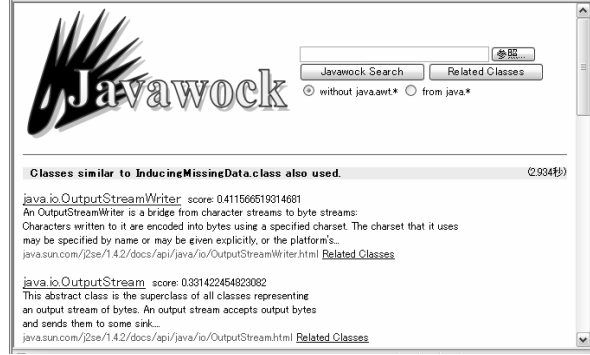 Javawock
参照...
Javawock Search
Related Classes
without java.awt.*
from java.*
Classes similar to InducingMissingData.class also used.
(2.934秒)
java.io.OutputStreamWriter score: 0.411566519314681
An OutputStreamWriter is a bridge from character streams to byte streams:
Characters written to it are encoded into bytes using a specified charset. The charset that it uses
may be specified by name or may be given explicitly, or the platform's...
java.sun.com/j2se/1.4.2/docs/api/java/io/OutputStreamWriter.html Related Classes
java.io.OutputStream score: 0.331422454823082
This abstract class is the superclass of all classes representing
an output stream of bytes. An output stream accepts output bytes
and sends them to some sink....
java.sun.com/j2se/1.4.2/docs/api/java/io/OutputStream.html Related Classes